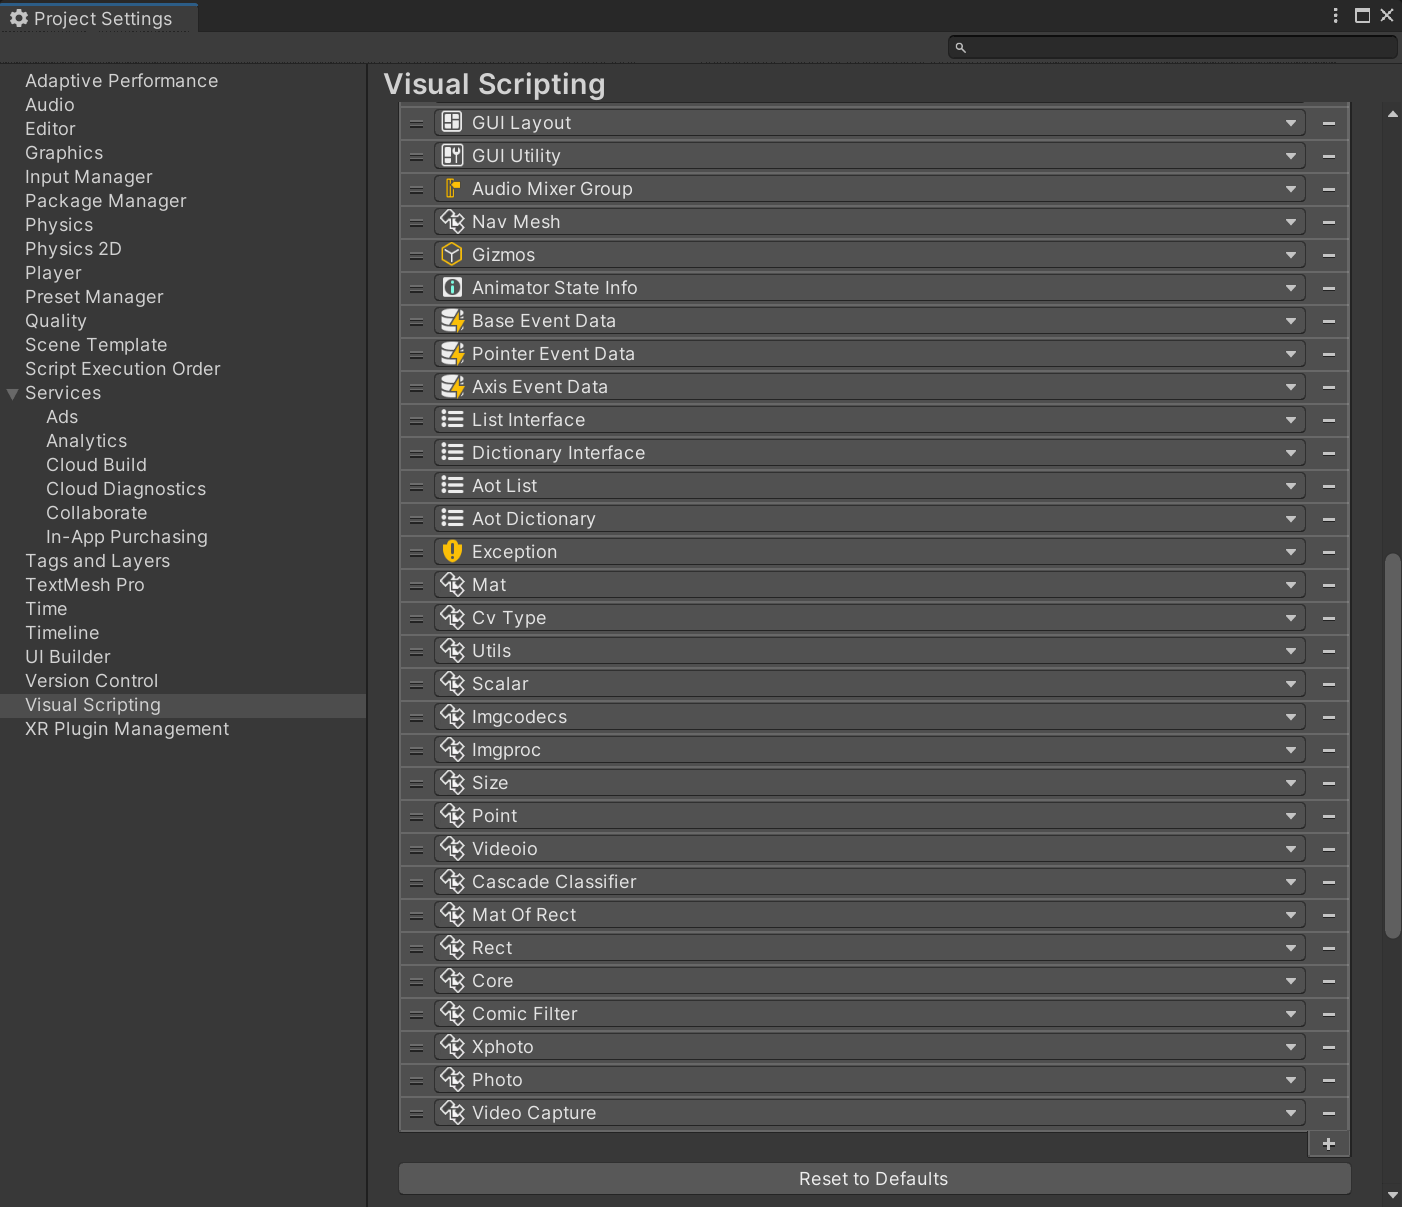 Project Settings
Adaptive Performance
Audio
Editor
Graphics
Input Manager
Package Manager
Physics
Physics 2D
Player
Preset Manager
Quality
Scene Template
Script Execution Order
Services
Ads
Analytics
Cloud Build
Cloud Diagnostics
Collaborate
In-App Purchasing
Tags and Layers
TextMesh Pro
Time
Timeline
UI Builder
Version Control
Visual Scripting
XR Plugin Management
Visual Scripting
GUI Layout
GUI Utility
Audio Mixer Group
Nav Mesh
Gizmos
Animator State Info
Base Event Data
Pointer Event Data
Axis Event Data
List Interface
Dictionary Interface
Aot List
Aot Dictionary
Exception
Mat
Cv Type
Utils
Scalar
Imgcodecs
Imgproc
Size
Point
Videoio
Cascade Classifier
Mat Of Rect
Rect
Core
Comic Filter
Xphoto
Photo
Video Capture
Reset to Defaults